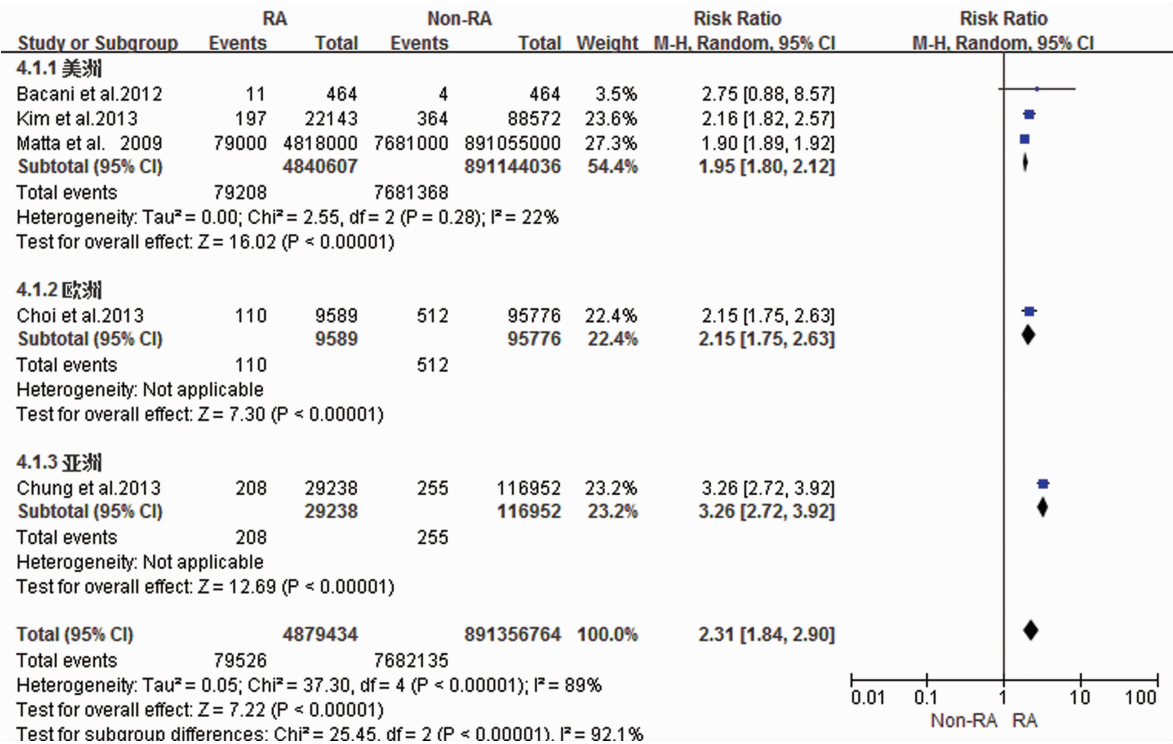 RA Non-RA Risk Ratio Risk Ratio
Study or Subgroup Events Total Events Total Weight M-H, Random, 95% CI M-H, Random, 95% CI
4.1.1 美洲
Bacani et al.2012 11 464 4 464 3.5% 2.75 [0.88, 8.57]
Kim et al.2013 197 22143 364 88572 23.6% 2.16 [1.82, 2.57]
Matta et al. 2009 79000 4818000 7681000 891055000 27.3% 1.90 [1.89, 1.92]
Subtotal (95% CI) 4840607 891144036 54.4% 1.95 [1.80, 2.12]
Total events 79208 7681368
Heterogeneity: Tau² = 0.00; Chi² = 2.55, df = 2 (P = 0.28); I² = 22%
Test for overall effect: Z = 16.02 (P < 0.00001)
4.1.2 欧洲
Choi et al.2013 110 9589 512 95776 22.4% 2.15 [1.75, 2.63]
Subtotal (95% CI) 9589 95776 22.4% 2.15 [1.75, 2.63]
Total events 110 512
Heterogeneity: Not applicable
Test for overall effect: Z = 7.30 (P < 0.00001)
4.1.3 亚洲
Chung et al.2013 208 29238 255 116952 23.2% 3.26 [2.72, 3.92]
Subtotal (95% CI) 29238 116952 23.2% 3.26 [2.72, 3.92]
Total events 208 255
Heterogeneity: Not applicable
Test for overall effect: Z = 12.69 (P < 0.00001)
Total (95% CI) 4879434 891356764 100.0% 2.31 [1.84, 2.90]
Total events 79526 7682135
Heterogeneity: Tau² = 0.05; Chi² = 37.30, df = 4 (P < 0.00001); I² = 89%
Test for overall effect: Z = 7.22 (P < 0.00001)
Test for subgroup differences: Chi² = 25.45, df = 2 (P < 0.00001), I² = 92.1%
0.01 0.1 1 10 100
Non-RA RA